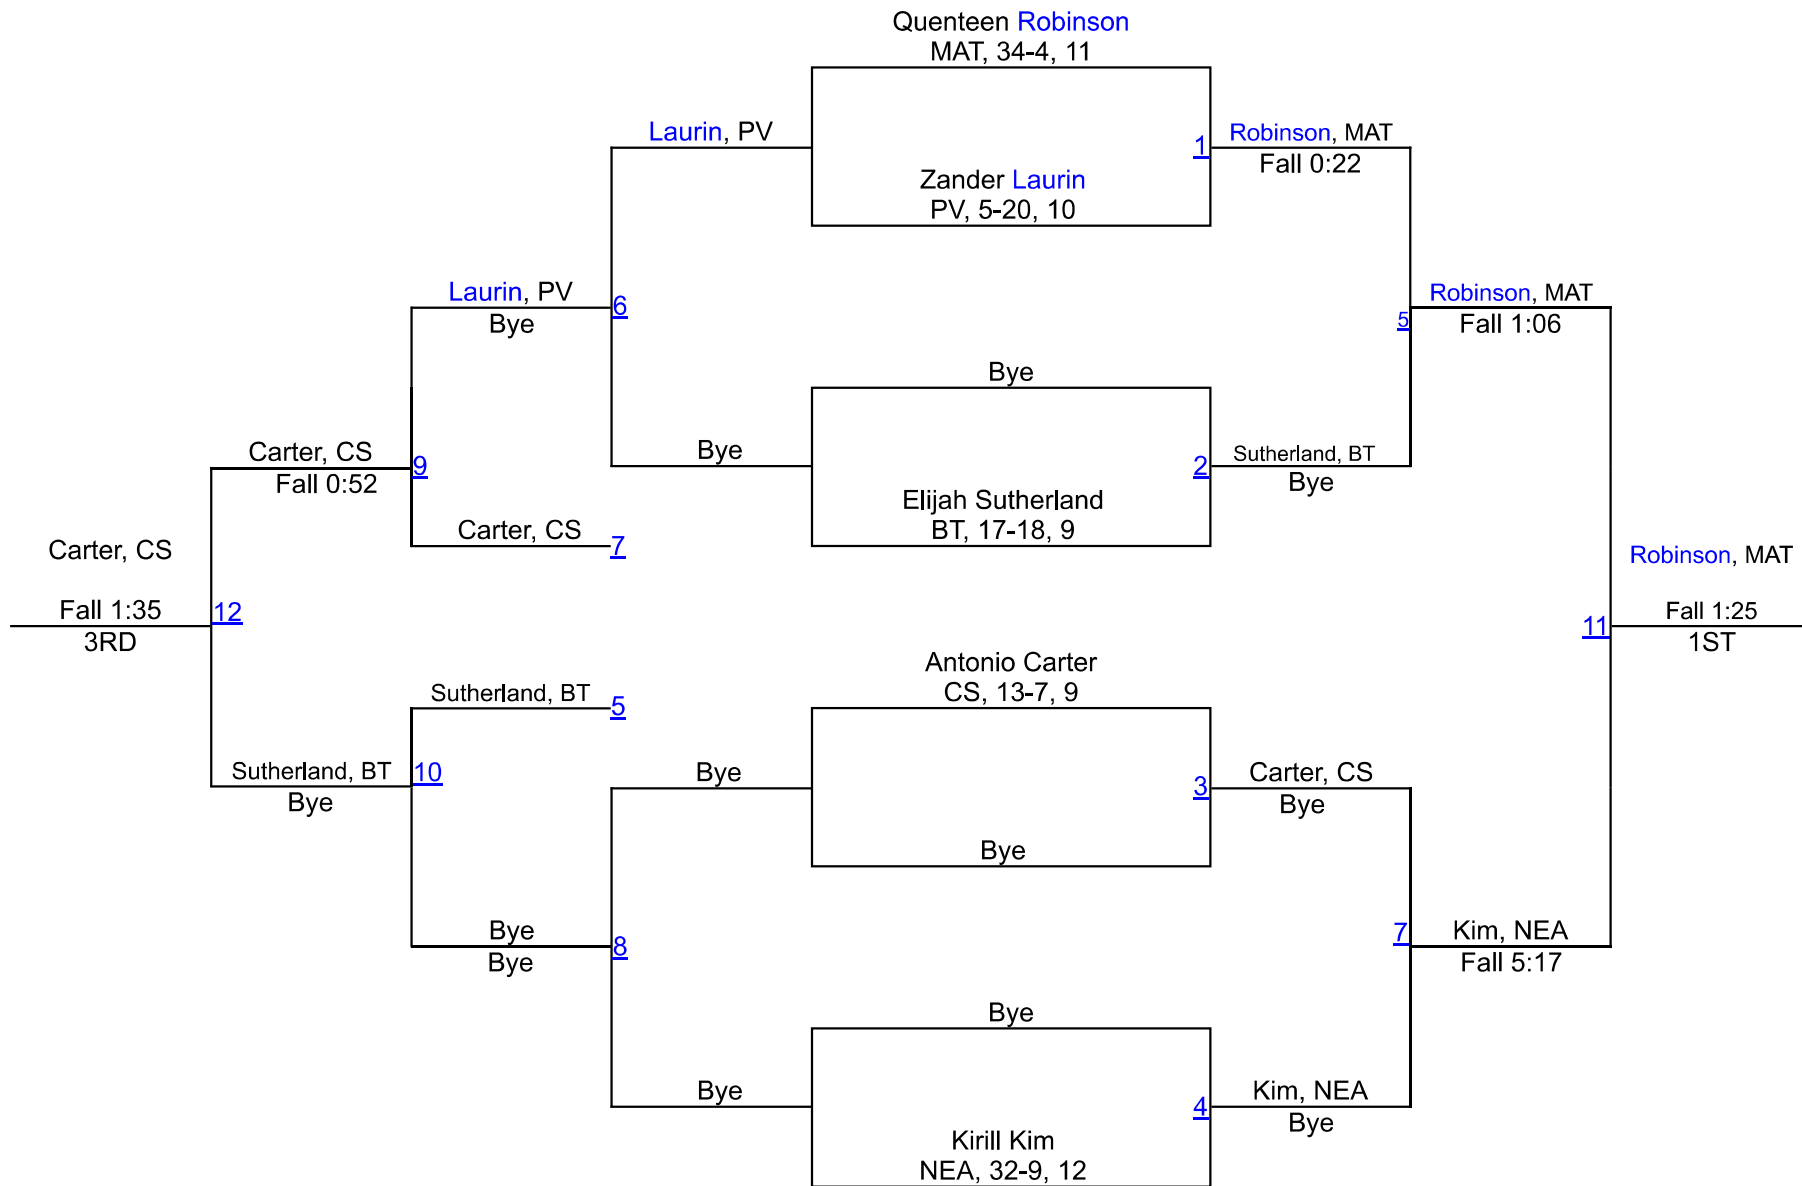 Quenteen Robinson
MAT, 34-4, 11
Laurin, PV
1
Robinson, MAT
Fall 0:22
Zander Laurin
PV, 5-20, 10
Laurin, PV
Bye
6
5
Robinson, MAT
Fall 1:06
Bye
Carter, CS
Fall 0:52
9
Bye
2
Sutherland, BT
Bye
Elijah Sutherland
BT, 17-18, 9
Carter, CS
7
Carter, CS
Fall 1:35
3RD
12
Robinson, MAT
Fall 1:25
1ST
11
Antonio Carter
CS, 13-7, 9
Sutherland, BT
5
Sutherland, BT
Bye
10
Bye
3
Carter, CS
Bye
Bye
Bye
Bye
8
7
Kim, NEA
Fall 5:17
Bye
Bye
4
Kim, NEA
Bye
Kirill Kim
NEA, 32-9, 12